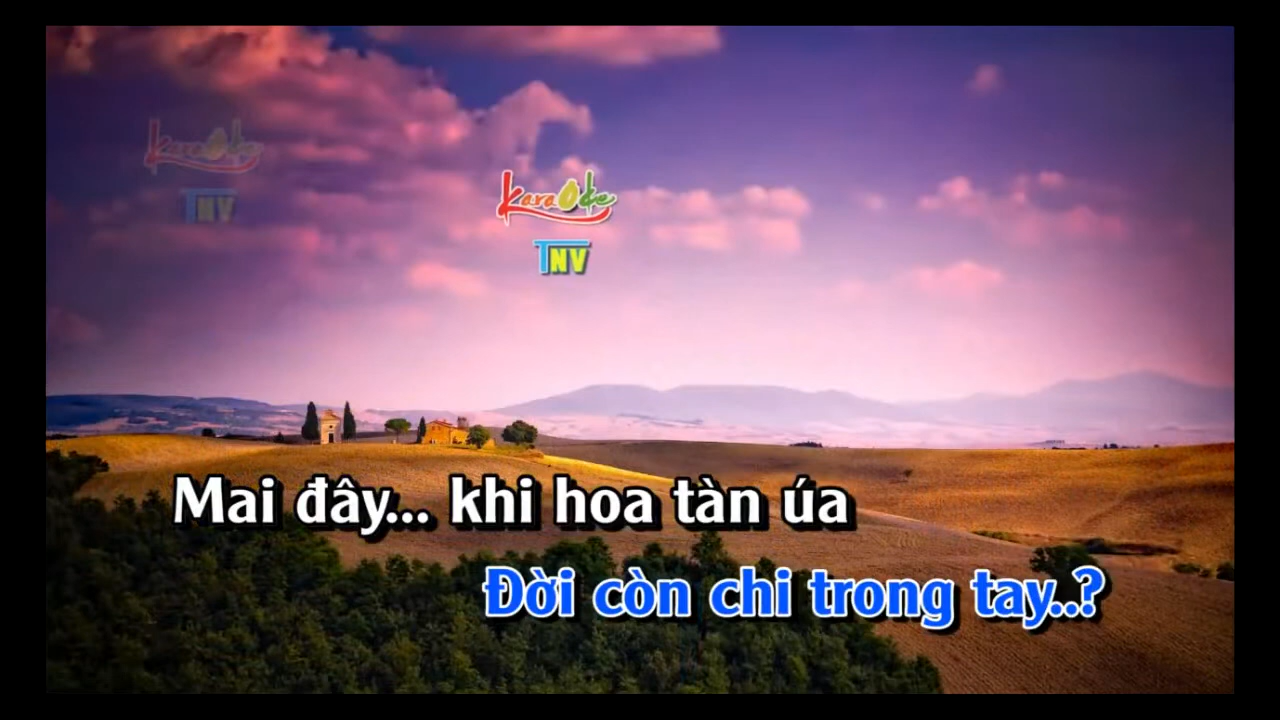 karaOke
TNV
karaOke
TNV
Mai đây... khi hoa tàn úa
Đời còn chi trong tay..?